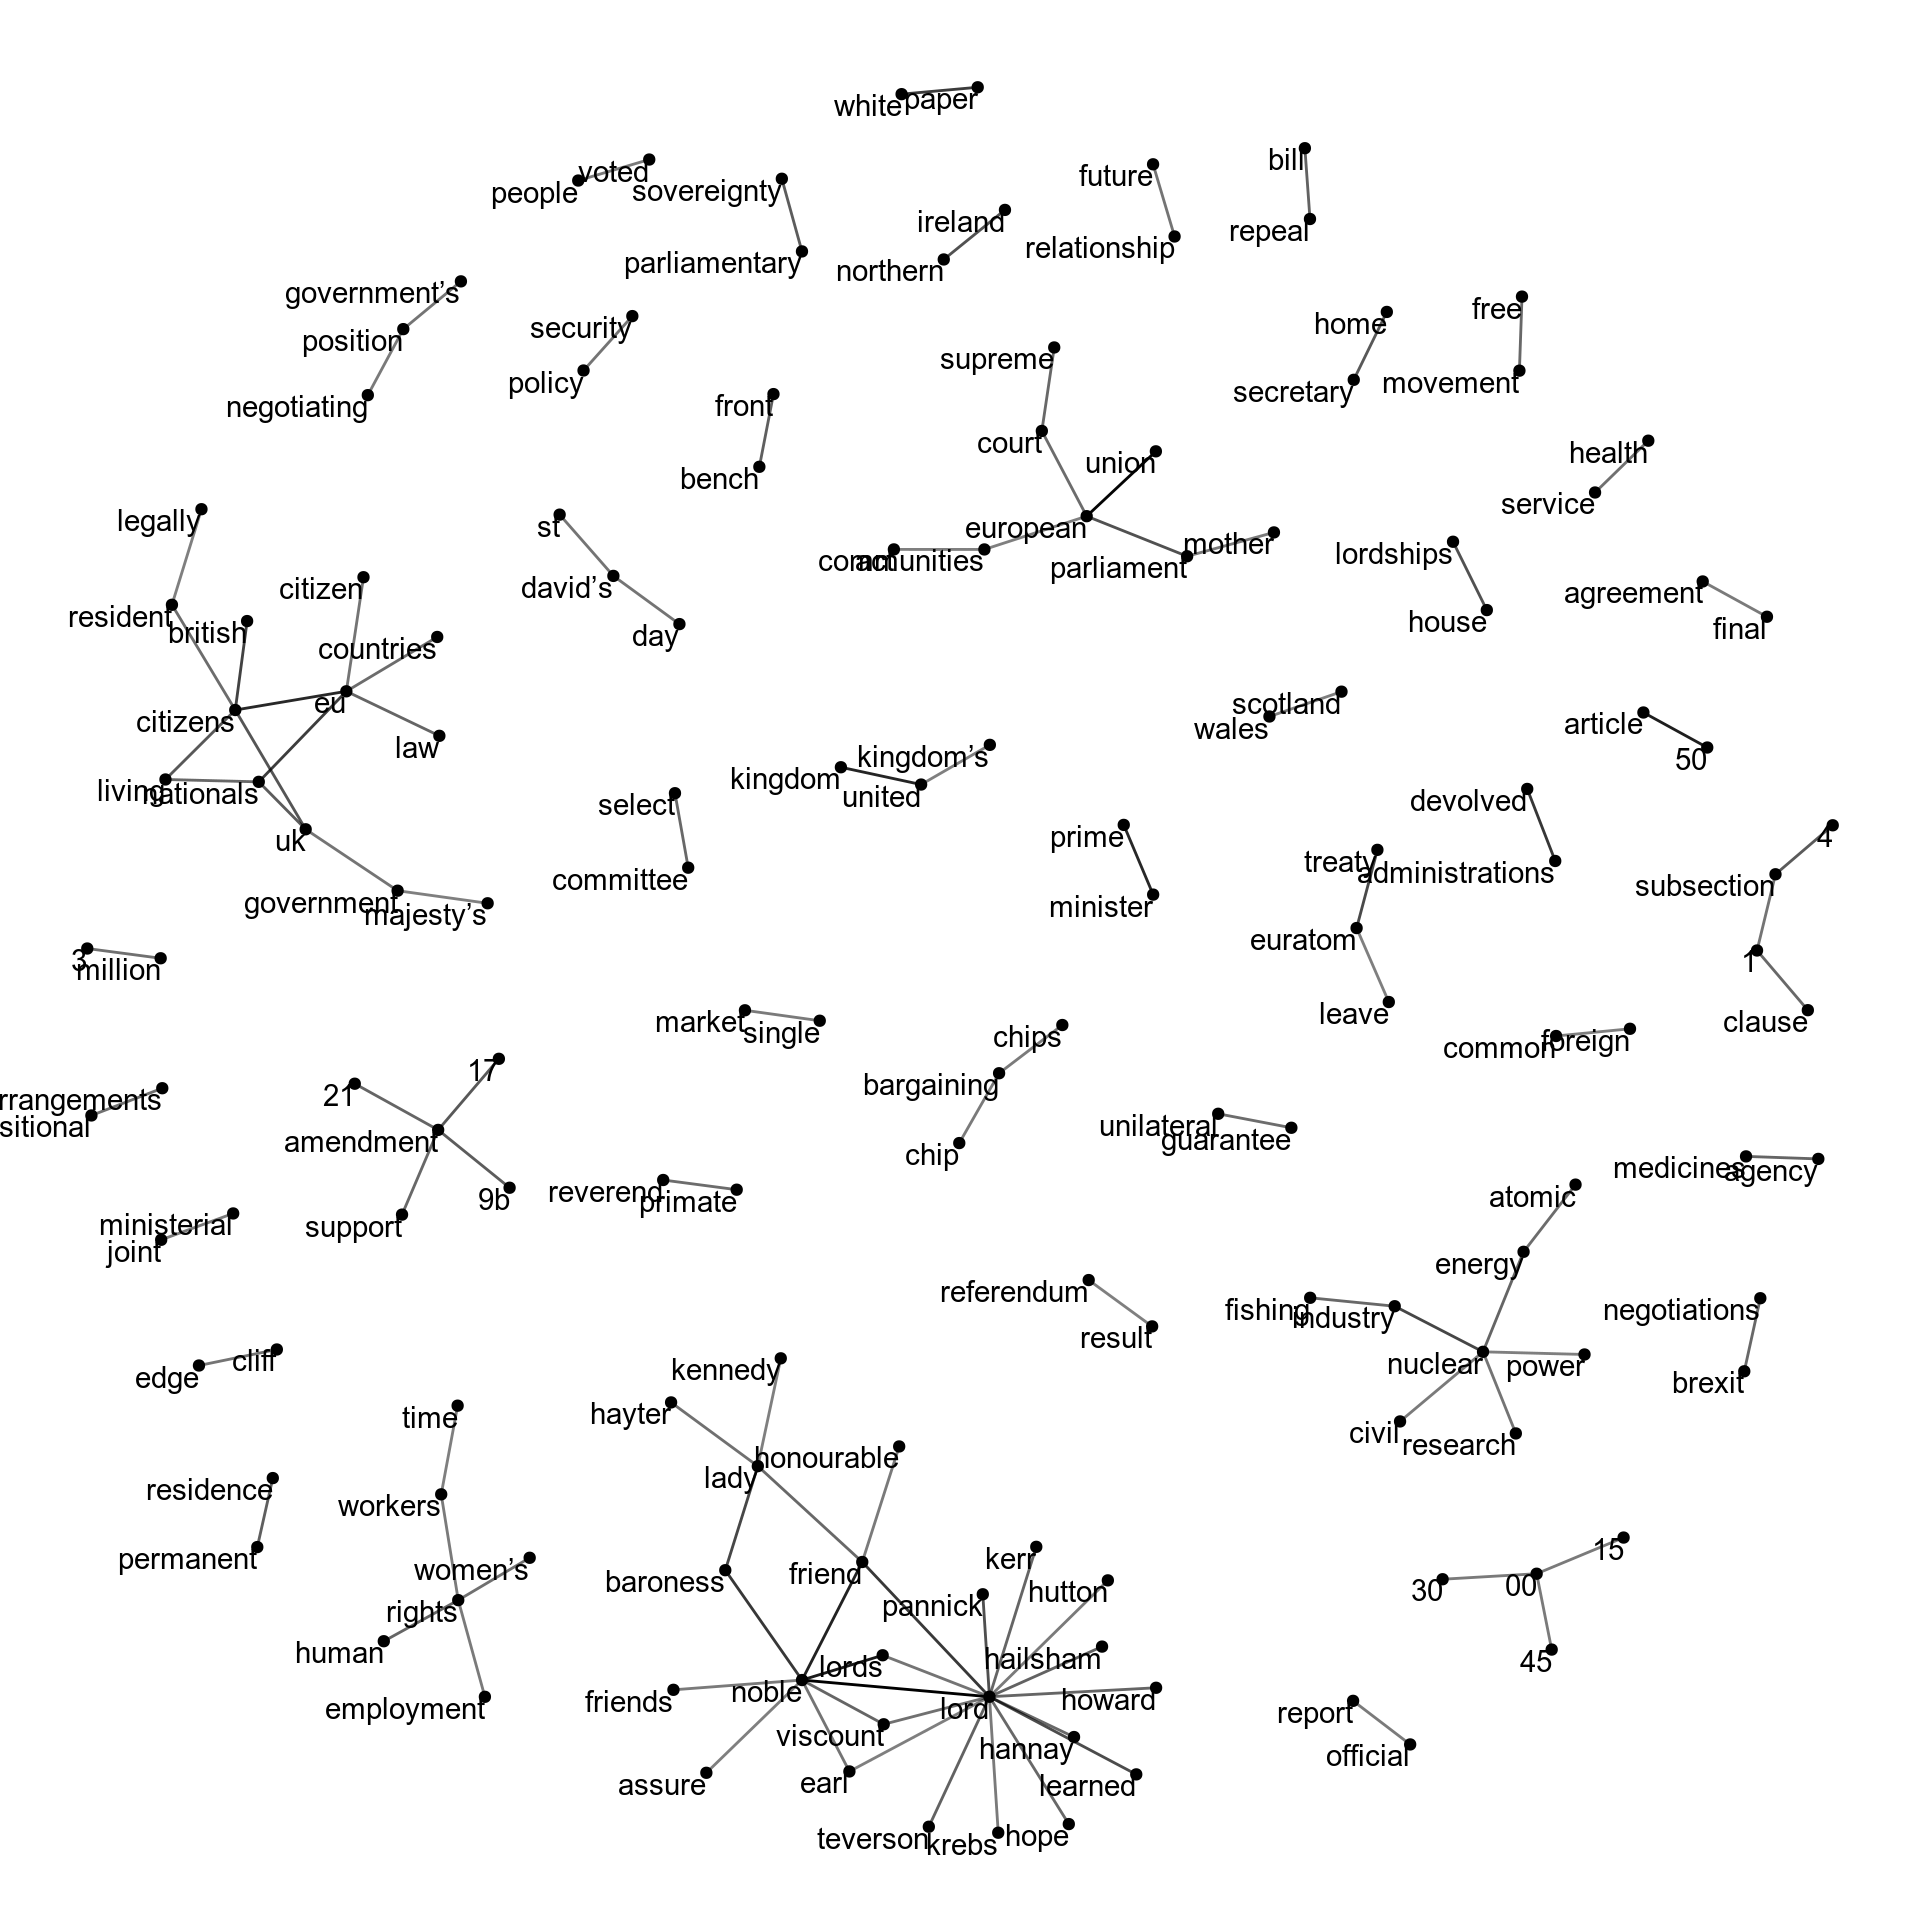 white
paper
people
voted
sovereignty
parliamentary
ireland
northern
future
relationship
bill
repeal
government’s
position
negotiating
security
policy
front
bench
supreme
court
union
european
communities
act
parliament
mother
home
secretary
free
movement
health
service
lordships
house
agreement
final
legally
resident
british
citizen
countries
citizens
eu
law
living
nationals
uk
government
majesty’s
st
david’s
day
scotland
wales
article
50
kingdom
kingdom’s
united
select
committee
prime
minister
treaty
euratom
leave
devolved
administrations
4
subsection
1
clause
3
million
market
single
chips
bargaining
chip
common
foreign
rrangements
sitional
21
17
amendment
9b
support
reverend
primate
unilateral
guarantee
medicines
agency
ministerial
joint
atomic
energy
fishing
industry
nuclear
power
civil
research
negotiations
brexit
referendum
result
edge
cliff
time
workers
women’s
rights
human
employment
residence
permanent
kennedy
hayter
honourable
lady
baroness
friend
kerr
pannick
hutton
lords
hailsham
friends
noble
lord
howard
viscount
hannay
assure
earl
learned
teverson
krebs
hope
15
30
00
45
report
official